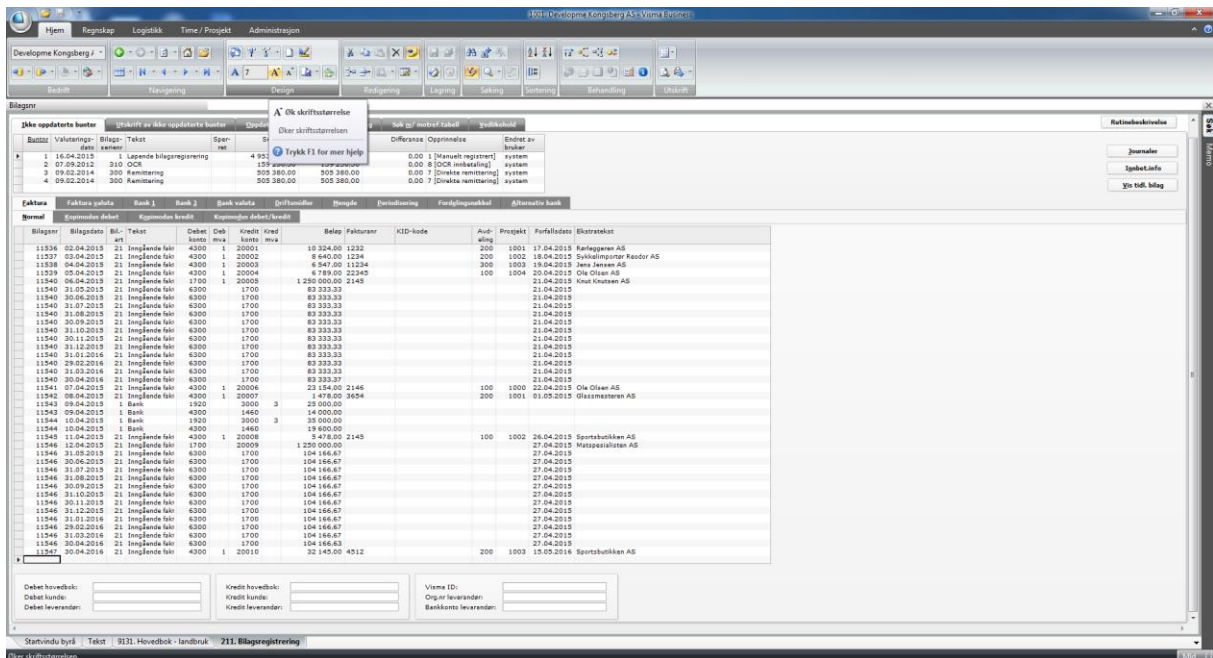 1001. Developme Kongsberg AS - Visma Business
Hjem Regnskap Logistikk Time / Prosjekt Administrasjon
Developme Kongsberg A
7
Bedrift Navigering Design Redigering Lagring Søking Sortering Behandling Utskrift
Bilagsnr
Øk skriftsstørrelse
Øker skriftsstørrelsen
Trykk F1 for mer hjelp
Ikke oppdaterte bunter Utskrift av ikke oppdaterte bunter Søk m/ motref.tabell Vedlikehold
Rutinebeskrivelse
Journaler
Innbet.info
Vis tidl. bilag
Søk
Memo
Buntnr Valuterings-dato Bilags-serienr Tekst Sper-ret Differanse Opprinnelse Endret av bruker
1 16.04.2015 1 Løpende bilagsregisrering 0,00 1 [Manuelt registrert] system
2 07.09.2012 310 OCR 0,00 8 [OCR innbetaling] system
3 09.02.2014 300 Remittering 505 380,00 505 380,00 0,00 7 [Direkte remittering] system
4 09.02.2014 300 Remittering 505 380,00 505 380,00 0,00 7 [Direkte remittering] system
Faktura Faktura valuta Bank 1 Bank 2 Bank valuta Driftsmidler Mengde Periodisering Fordelingsnøkkel Alternativ bank
Normal Kopimodus debet Kopimodus kredit Kopimodus debet/kredit
Bilagsnr Bilagsdato Bil.-art Tekst Debet konto Deb mva Kredit konto Kred mva Beløp Fakturanr KID-kode Avd-eling Prosjekt Forfallsdato Ekstratekst
11536 02.04.2015 21 Inngående fakt 4300 1 20001 10 324,00 1232 200 1001 17.04.2015 Rørleggeren AS
11537 03.04.2015 21 Inngående fakt 4300 1 20002 8 640,00 1234 200 1002 18.04.2015 Sykkelimportør Reodor AS
11538 04.04.2015 21 Inngående fakt 4300 1 20003 6 547,00 11234 300 1003 19.04.2015 Jens Jensen AS
11539 05.04.2015 21 Inngående fakt 4300 1 20004 6 789,00 22345 100 1004 20.04.2015 Ole Olsen AS
11540 06.04.2015 21 Inngående fakt 1700 1 20005 1 250 000,00 2145 21.04.2015 Knut Knutsen AS
11540 31.05.2015 21 Inngående fakt 6300 1700 83 333,33 21.04.2015
11540 30.06.2015 21 Inngående fakt 6300 1700 83 333,33 21.04.2015
11540 31.07.2015 21 Inngående fakt 6300 1700 83 333,33 21.04.2015
11540 31.08.2015 21 Inngående fakt 6300 1700 83 333,33 21.04.2015
11540 30.09.2015 21 Inngående fakt 6300 1700 83 333,33 21.04.2015
11540 31.10.2015 21 Inngående fakt 6300 1700 83 333,33 21.04.2015
11540 30.11.2015 21 Inngående fakt 6300 1700 83 333,33 21.04.2015
11540 31.12.2015 21 Inngående fakt 6300 1700 83 333,33 21.04.2015
11540 31.01.2016 21 Inngående fakt 6300 1700 83 333,33 21.04.2015
11540 29.02.2016 21 Inngående fakt 6300 1700 83 333,33 21.04.2015
11540 31.03.2016 21 Inngående fakt 6300 1700 83 333,33 21.04.2015
11540 30.04.2016 21 Inngående fakt 6300 1700 83 333,37 21.04.2015
11541 07.04.2015 21 Inngående fakt 4300 1 20006 23 154,00 2146 100 1000 22.04.2015 Ole Olsen AS
11542 08.04.2015 21 Inngående fakt 4300 1 20007 1 478,00 3654 200 1001 01.05.2015 Glassmesteren AS
11543 09.04.2015 1 Bank 1920 3000 3 25 000,00
11543 09.04.2015 1 Bank 4300 1460 14 000,00
11544 10.04.2015 1 Bank 1920 3000 3 35 000,00
11544 10.04.2015 1 Bank 4300 1460 19 600,00
11545 11.04.2015 21 Inngående fakt 4300 1 20008 5 478,00 2145 100 1002 26.04.2015 Sportsbutikken AS
11546 12.04.2015 21 Inngående fakt 1700 20009 1 250 000,00 27.04.2015 Matspesialisten AS
11546 31.05.2015 21 Inngående fakt 6300 1700 104 166,67 27.04.2015
11546 30.06.2015 21 Inngående fakt 6300 1700 104 166,67 27.04.2015
11546 31.07.2015 21 Inngående fakt 6300 1700 104 166,67 27.04.2015
11546 31.08.2015 21 Inngående fakt 6300 1700 104 166,67 27.04.2015
11546 30.09.2015 21 Inngående fakt 6300 1700 104 166,67 27.04.2015
11546 31.10.2015 21 Inngående fakt 6300 1700 104 166,67 27.04.2015
11546 30.11.2015 21 Inngående fakt 6300 1700 104 166,67 27.04.2015
11546 31.12.2015 21 Inngående fakt 6300 1700 104 166,67 27.04.2015
11546 31.01.2016 21 Inngående fakt 6300 1700 104 166,67 27.04.2015
11546 29.02.2016 21 Inngående fakt 6300 1700 104 166,67 27.04.2015
11546 31.03.2016 21 Inngående fakt 6300 1700 104 166,67 27.04.2015
11546 30.04.2016 21 Inngående fakt 6300 1700 104 166,63 27.04.2015
11547 30.04.2016 21 Inngående fakt 4300 1 20010 32 145,00 4512 200 1003 15.05.2016 Sportsbutikken AS
Debet hovedbok: Kredit hovedbok: Visma ID:
Debet kunde: Kredit kunde: Org.nr leverandør:
Debet leverandør: Kredit leverandør: Bankkonto leverandør:
Startvindu byrå Tekst 9131. Hovedbok - landbruk 211. Bilagsregistrering
Øker skriftsstørrelsen